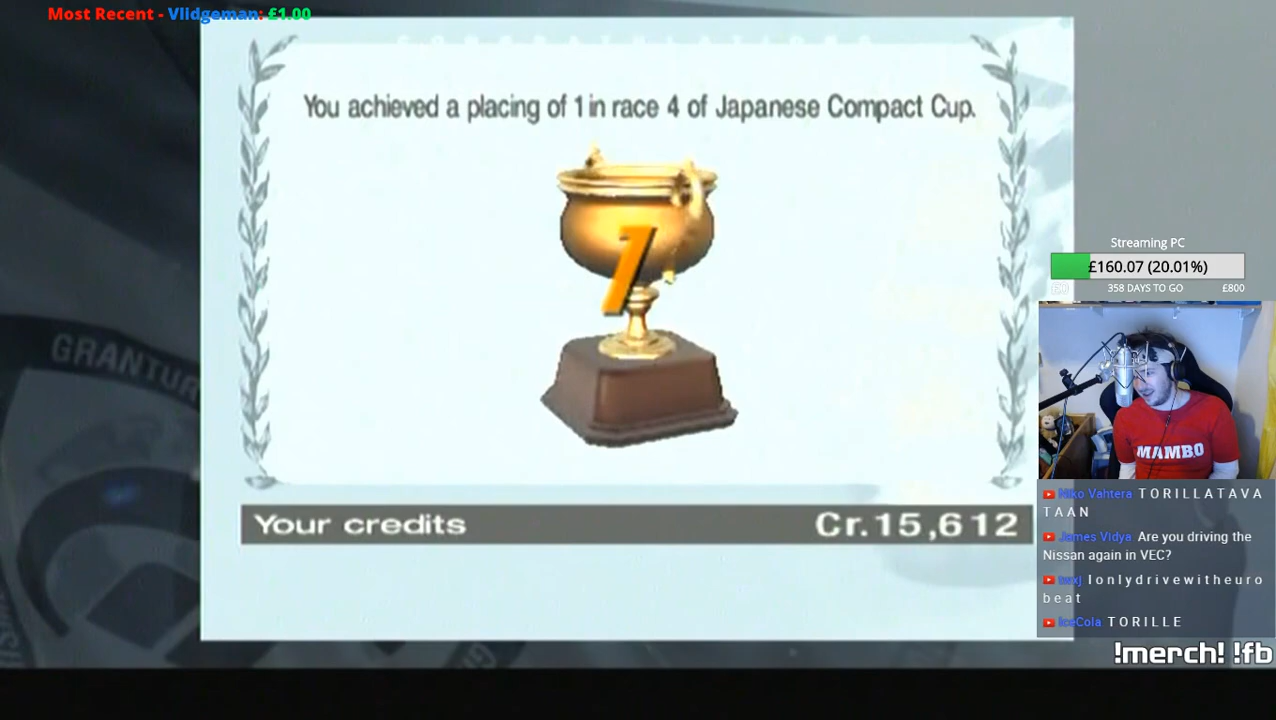 Most Recent - Vlidgeman: £1.00
CONGRATULATIONS
You achieved a placing of 1 in race 4 of Japanese Compact Cup.
1
Your credits Cr.15,612
GRANTUR
Streaming PC
£160.07 (20.01%)
358 DAYS TO GO £800
MAMBO
Niko Vahtera T O R I L L A T A V A
T A A N
James Vidya Are you driving the
Nissan again in VEC?
I o n l y d r i v e w i t h e u r o
b e a t
IceCola T O R I L L E
!merch! !fb